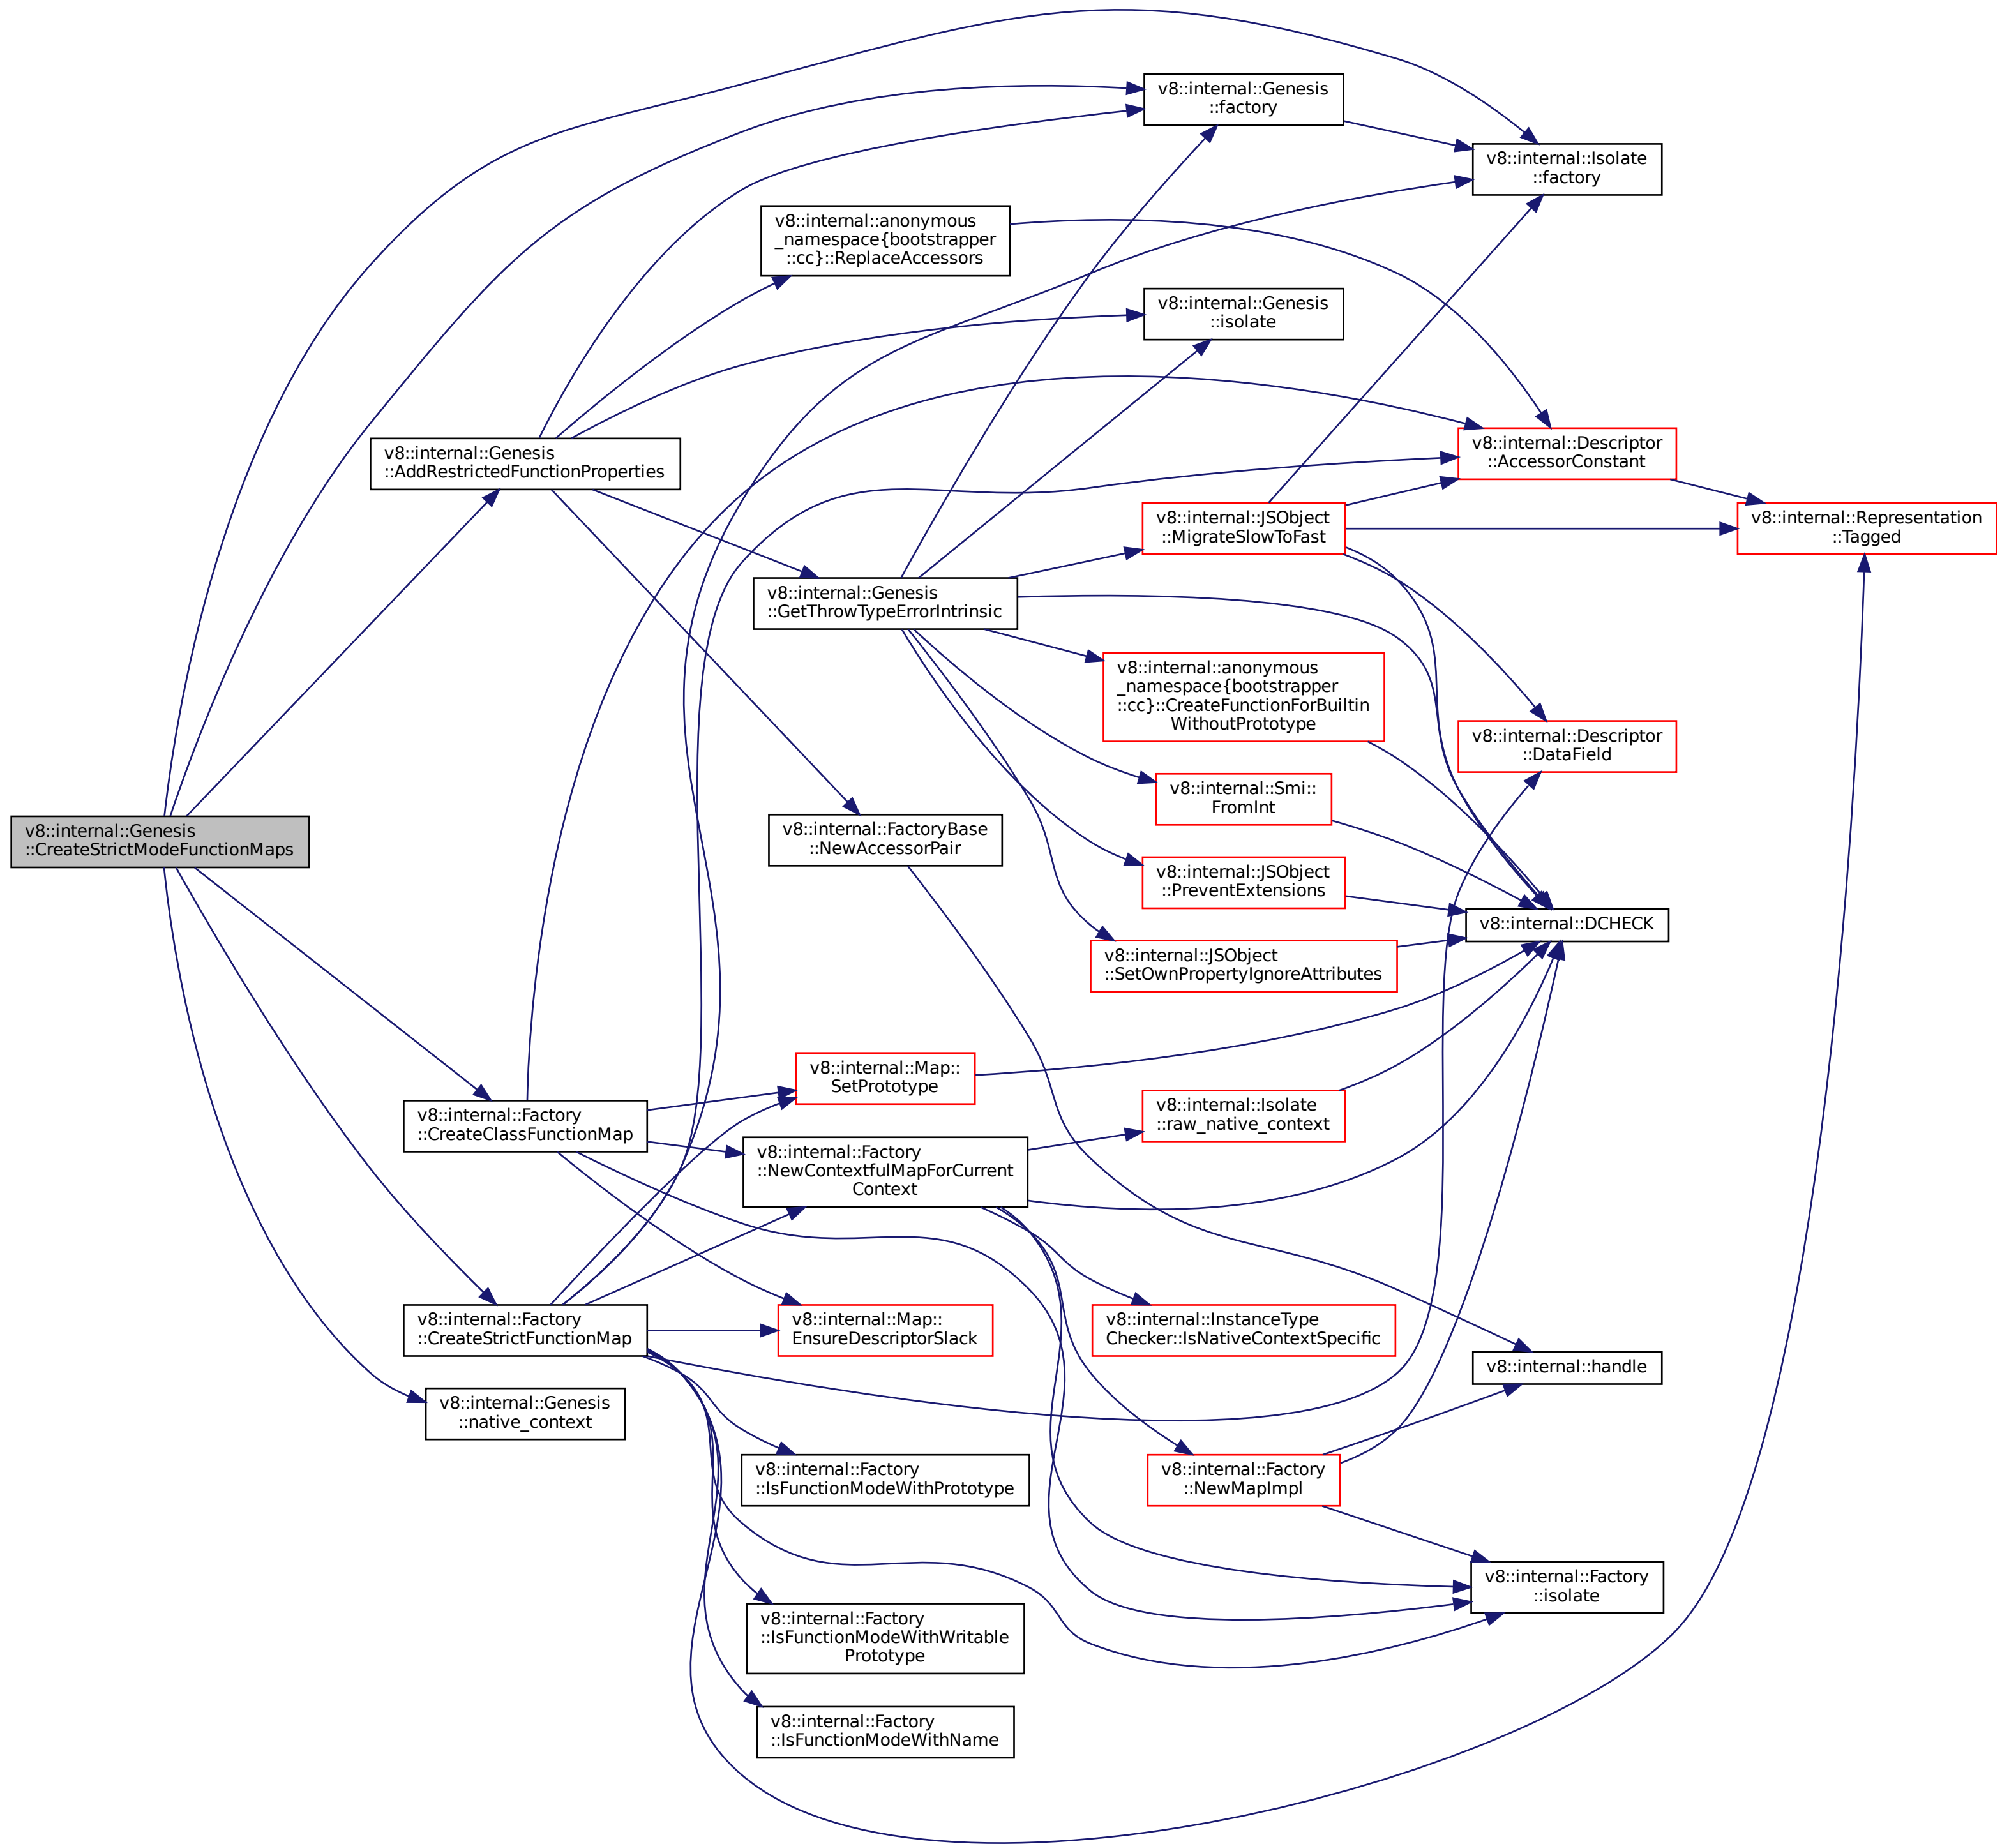 v8::internal::Genesis
::CreateStrictModeFunctionMaps
v8::internal::Genesis
::AddRestrictedFunctionProperties
v8::internal::Factory
::CreateClassFunctionMap
v8::internal::Factory
::CreateStrictFunctionMap
v8::internal::Genesis
::native_context
v8::internal::anonymous
_namespace{bootstrapper
::cc}::ReplaceAccessors
v8::internal::Genesis
::GetThrowTypeErrorIntrinsic
v8::internal::FactoryBase
::NewAccessorPair
v8::internal::Map::
SetPrototype
v8::internal::Factory
::NewContextfulMapForCurrent
Context
v8::internal::Map::
EnsureDescriptorSlack
v8::internal::Factory
::IsFunctionModeWithPrototype
v8::internal::Factory
::IsFunctionModeWithWritable
Prototype
v8::internal::Factory
::IsFunctionModeWithName
v8::internal::Genesis
::factory
v8::internal::Genesis
::isolate
v8::internal::JSObject
::MigrateSlowToFast
v8::internal::anonymous
_namespace{bootstrapper
::cc}::CreateFunctionForBuiltin
WithoutPrototype
v8::internal::Smi::
FromInt
v8::internal::JSObject
::PreventExtensions
v8::internal::JSObject
::SetOwnPropertyIgnoreAttributes
v8::internal::Isolate
::raw_native_context
v8::internal::InstanceType
Checker::IsNativeContextSpecific
v8::internal::Factory
::NewMapImpl
v8::internal::Isolate
::factory
v8::internal::Descriptor
::AccessorConstant
v8::internal::Descriptor
::DataField
v8::internal::DCHECK
v8::internal::handle
v8::internal::Factory
::isolate
v8::internal::Representation
::Tagged